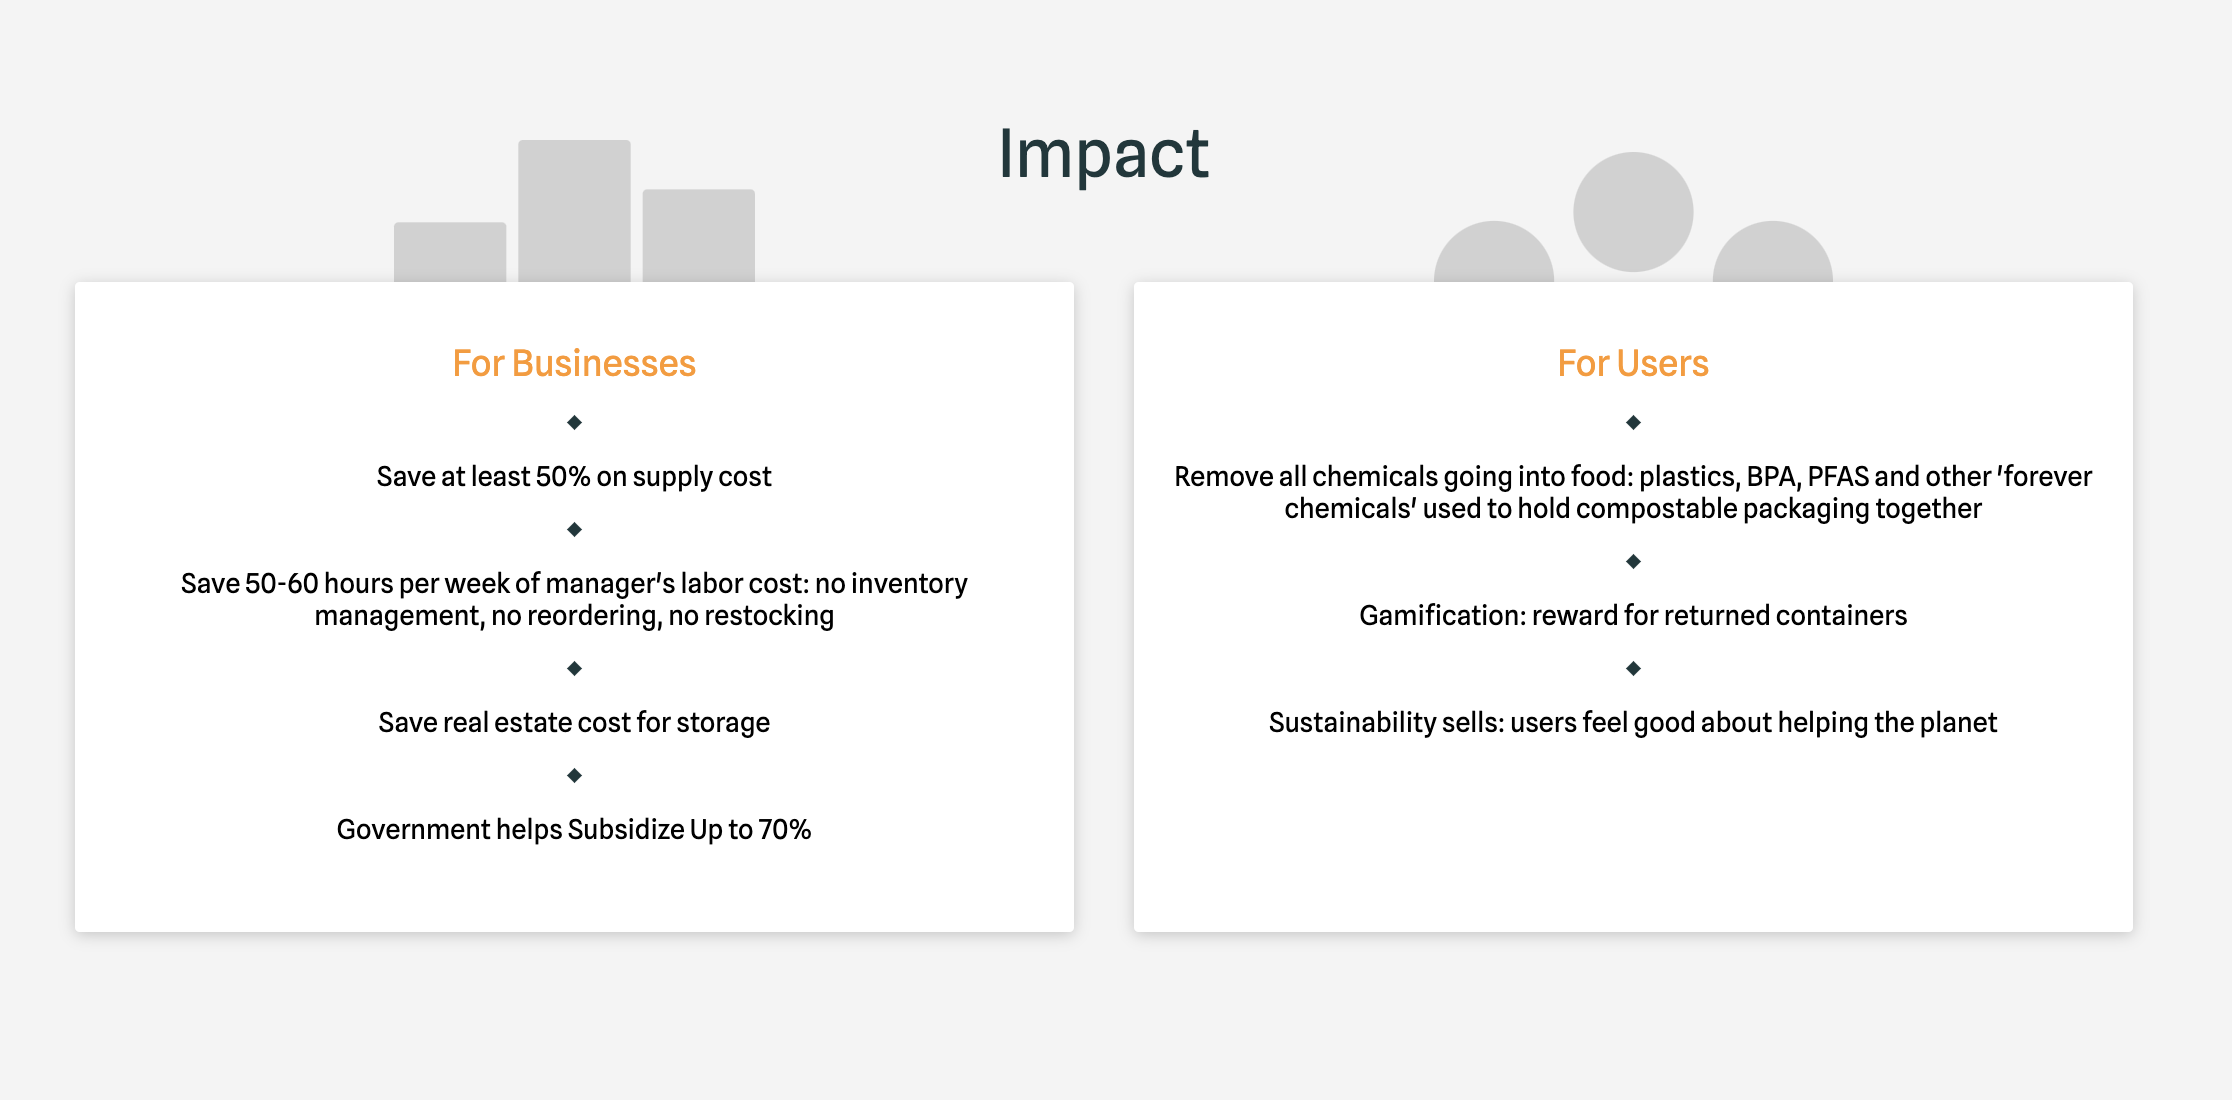 Impact
For Businesses
Save at least 50% on supply cost
Save 50-60 hours per week of manager's labor cost: no inventory
management, no reordering, no restocking
Save real estate cost for storage
Government helps Subsidize Up to 70%
For Users
Remove all chemicals going into food: plastics, BPA, PFAS and other 'forever
chemicals' used to hold compostable packaging together
Gamification: reward for returned containers
Sustainability sells: users feel good about helping the planet